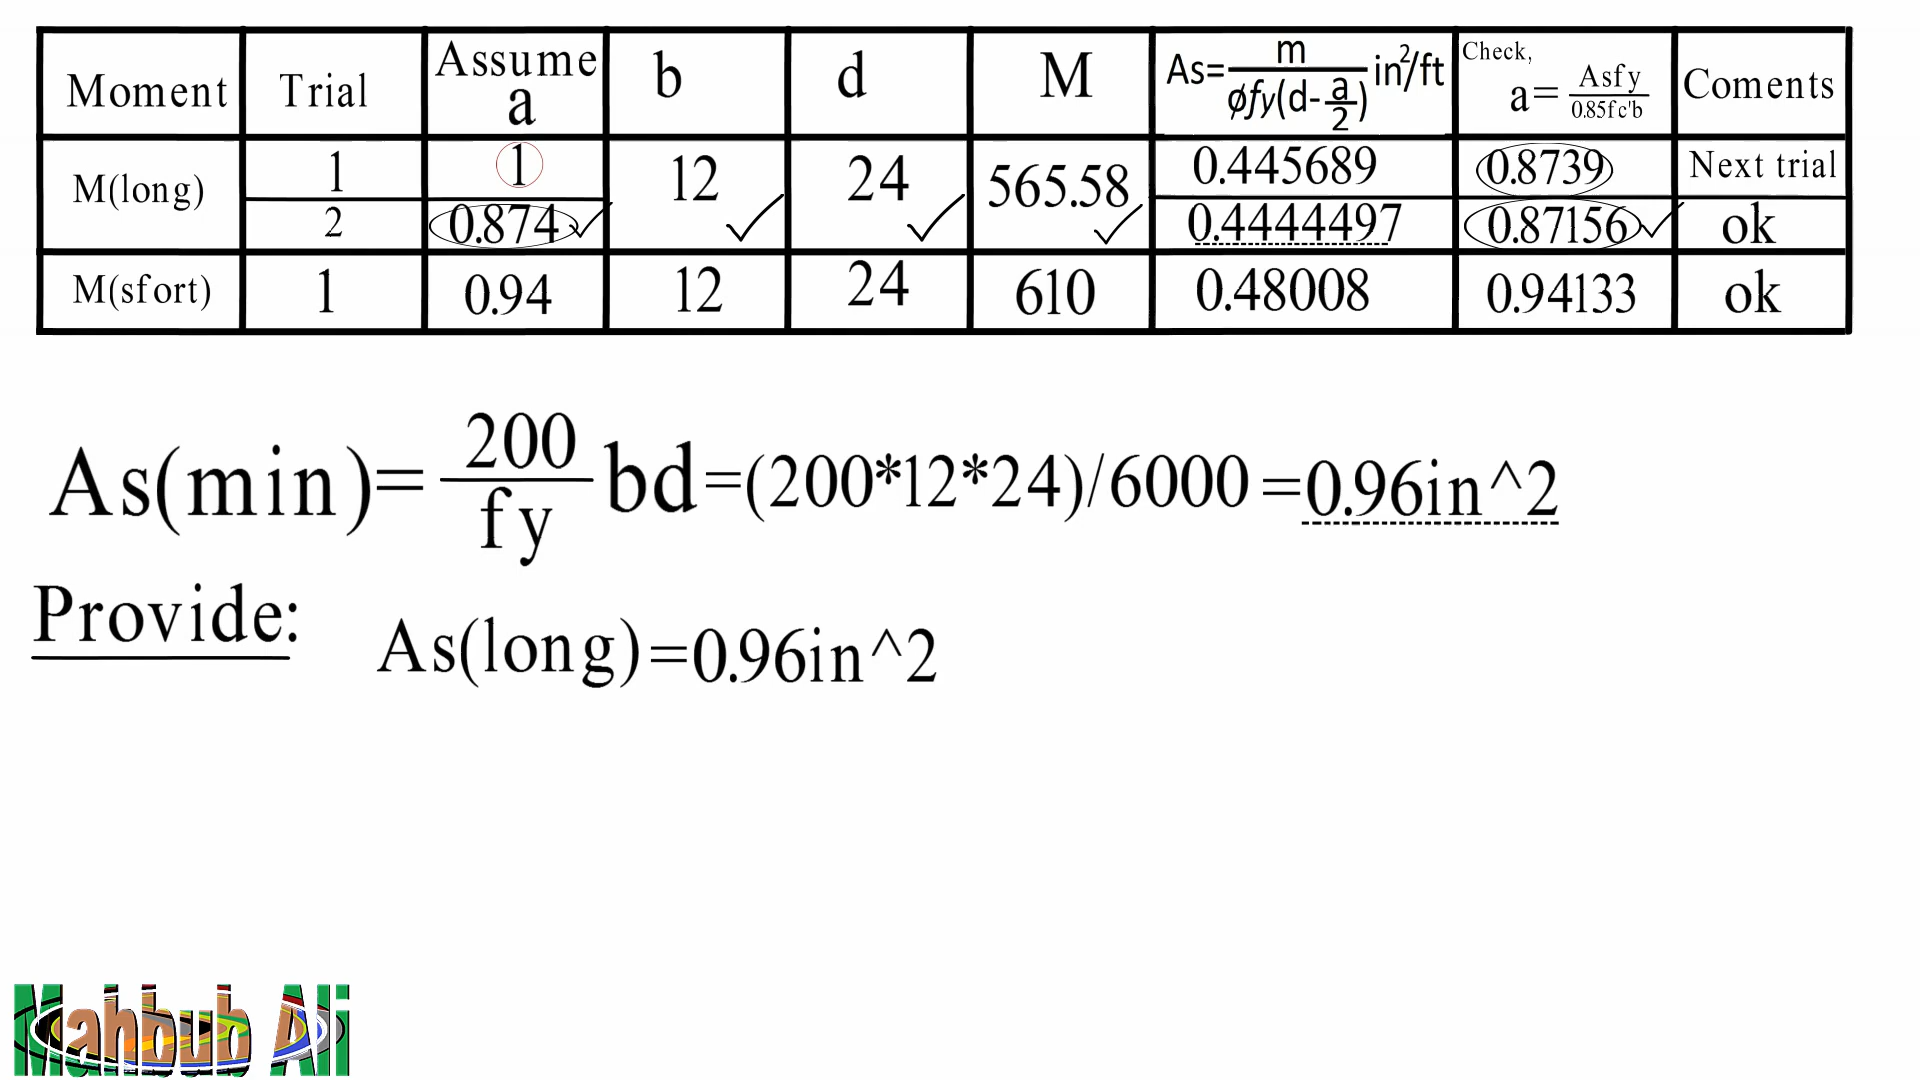 Moment Trial Assume a b d M As=m/øfy(d-a/2) in²/ft Check, a=Asfy/0.85fc'b Coments
M(long) 1 1 12 24 565.58 0.445689 0.8739 Next trial
2 0.874 0.4444497 0.87156 ok
M(sfort) 1 0.94 12 24 610 0.48008 0.94133 ok
As(min)=200/fy bd=(200*12*24)/6000=0.96in^2
Provide:
As(long)=0.96in^2
Mahbub Ali